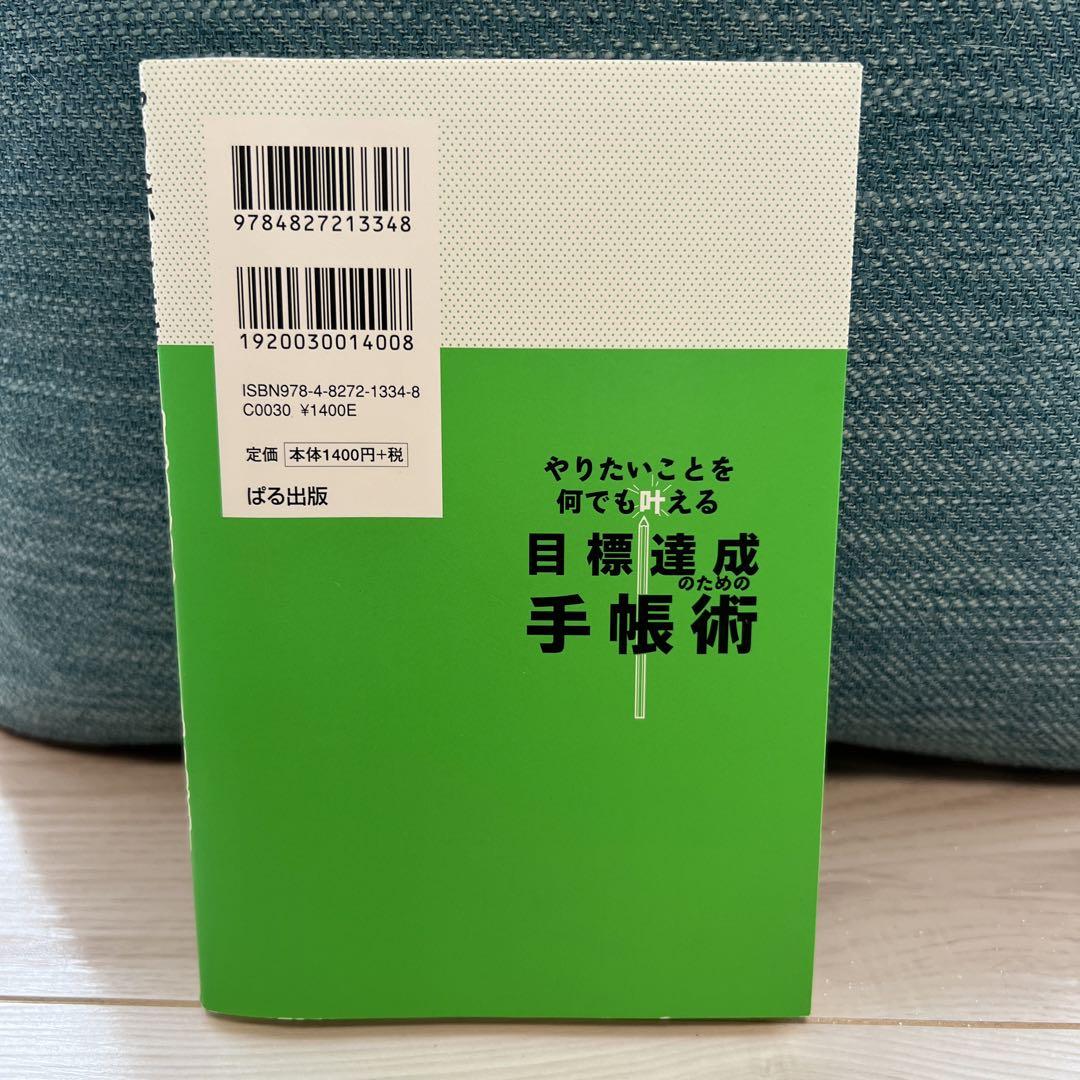 9784827213348
1920030014008
ISBN978-4-8272-1334-8
C0030 ¥1400E
定価 本体1400円+税
ぱる出版
やりたいことを
何でも叶える
目標達成
のための
手帳術